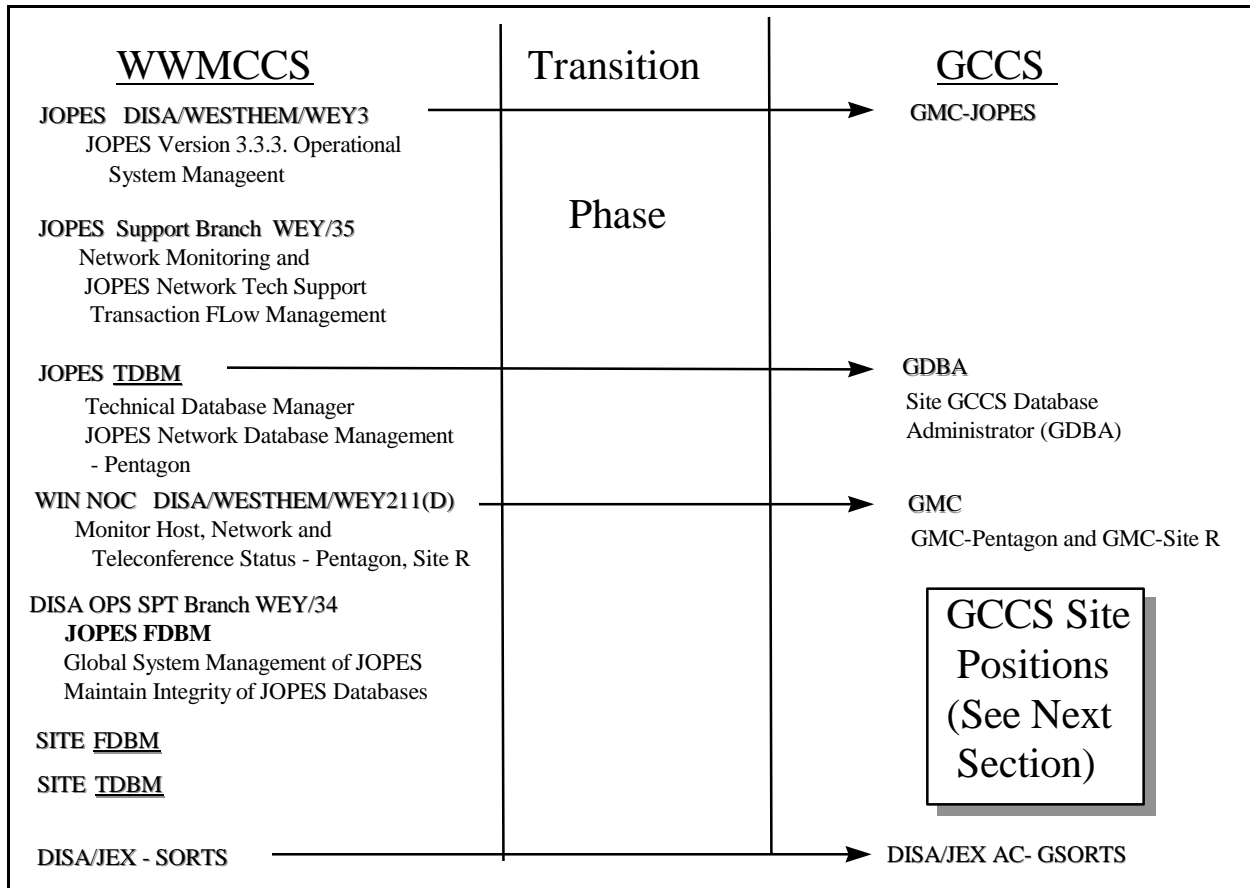 WWMCCS
Transition
GCCS
JOPES DISA/WESTHEM/WEY3
GMC-JOPES
JOPES Version 3.3.3. Operational
System Manageent
Phase
JOPES Support Branch WEY/35
Network Monitoring and
JOPES Network Tech Support
Transaction FLow Management
JOPES TDBM
GDBA
Technical Database Manager
JOPES Network Database Management
- Pentagon
Site GCCS Database
Administrator (GDBA)
WIN NOC DISA/WESTHEM/WEY211(D)
GMC
Monitor Host, Network and
Teleconference Status - Pentagon, Site R
GMC-Pentagon and GMC-Site R
DISA OPS SPT Branch WEY/34
JOPES FDBM
Global System Management of JOPES
Maintain Integrity of JOPES Databases
GCCS Site
Positions
(See Next
Section)
SITE FDBM
SITE TDBM
DISA/JEX - SORTS
DISA/JEX AC- GSORTS